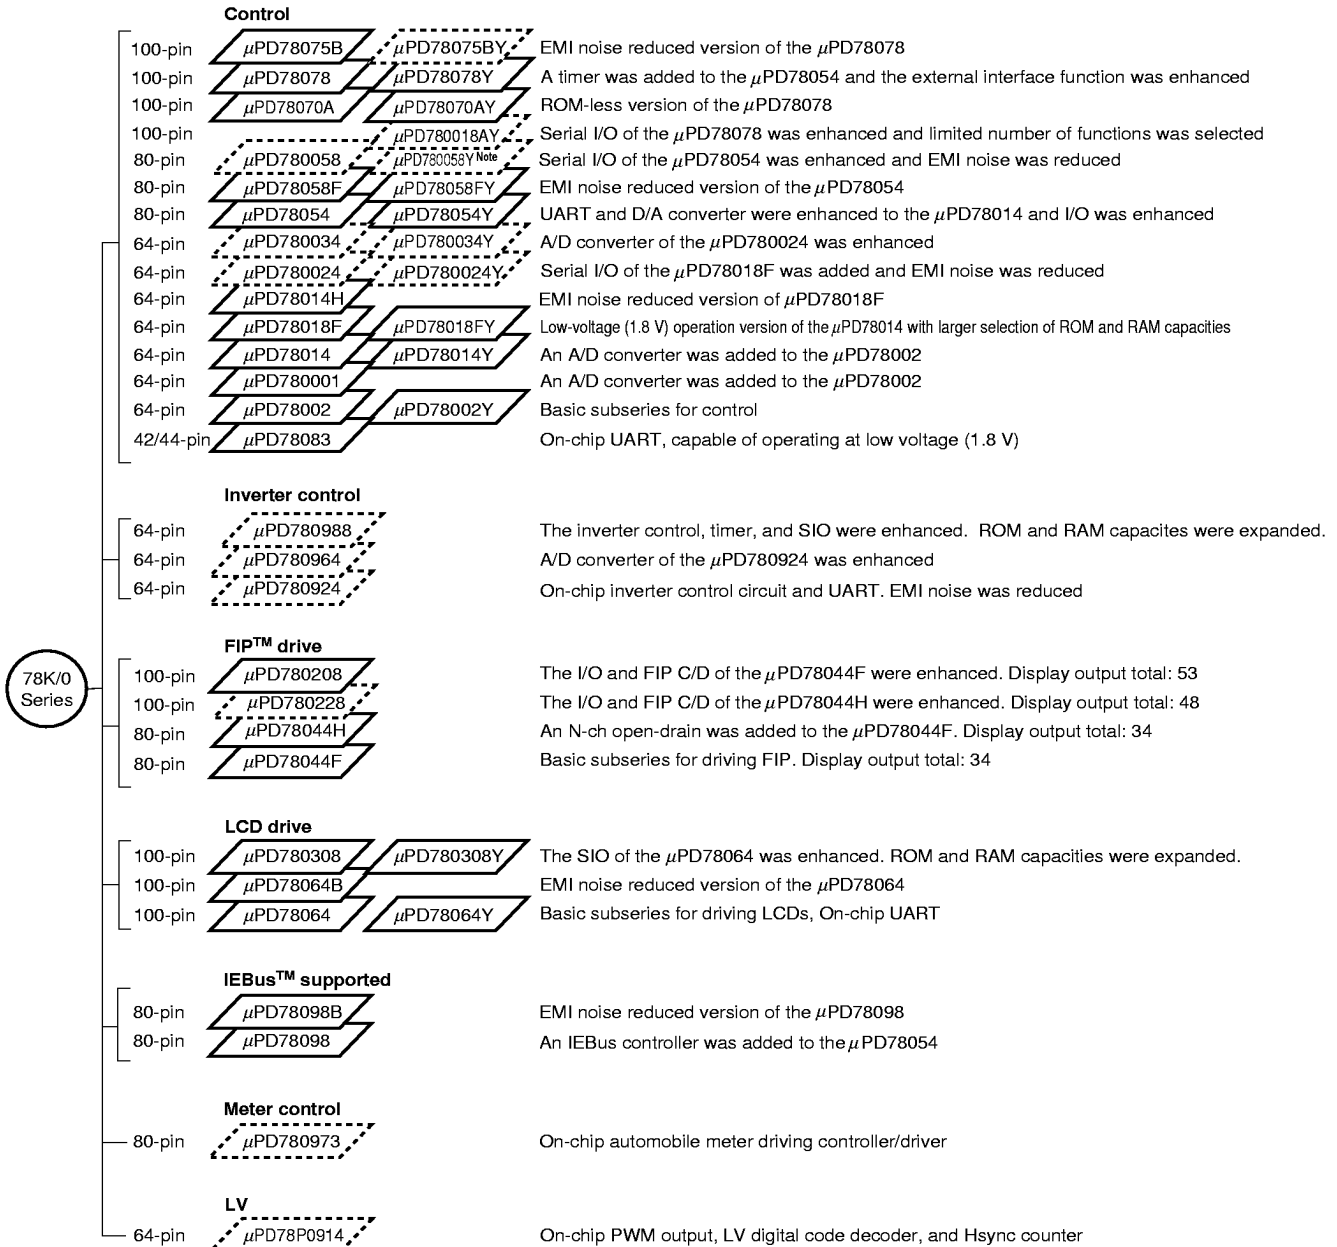 Control
100-pin µPD78075B µPD78075BY EMI noise reduced version of the µPD78078
100-pin µPD78078 µPD78078Y A timer was added to the µPD78054 and the external interface function was enhanced
100-pin µPD78070A µPD78070AY ROM-less version of the µPD78078
100-pin µPD780018AY Serial I/O of the µPD78078 was enhanced and limited number of functions was selected
80-pin µPD780058 µPD780058Y Note Serial I/O of the µPD78054 was enhanced and EMI noise was reduced
80-pin µPD78058F µPD78058FY EMI noise reduced version of the µPD78054
80-pin µPD78054 µPD78054Y UART and D/A converter were enhanced to the µPD78014 and I/O was enhanced
64-pin µPD780034 µPD780034Y A/D converter of the µPD780024 was enhanced
64-pin µPD780024 µPD780024Y Serial I/O of the µPD78018F was added and EMI noise was reduced
64-pin µPD78014H EMI noise reduced version of µPD78018F
64-pin µPD78018F µPD78018FY Low-voltage (1.8 V) operation version of the µPD78014 with larger selection of ROM and RAM capacities
64-pin µPD78014 µPD78014Y An A/D converter was added to the µPD78002
64-pin µPD780001 An A/D converter was added to the µPD78002
64-pin µPD78002 µPD78002Y Basic subseries for control
42/44-pin µPD78083 On-chip UART, capable of operating at low voltage (1.8 V)
Inverter control
64-pin µPD780988 The inverter control, timer, and SIO were enhanced. ROM and RAM capacites were expanded.
64-pin µPD780964 A/D converter of the µPD780924 was enhanced
64-pin µPD780924 On-chip inverter control circuit and UART. EMI noise was reduced
78K/0
Series
FIP™ drive
100-pin µPD780208 The I/O and FIP C/D of the µPD78044F were enhanced. Display output total: 53
100-pin µPD780228 The I/O and FIP C/D of the µPD78044H were enhanced. Display output total: 48
80-pin µPD78044H An N-ch open-drain was added to the µPD78044F. Display output total: 34
80-pin µPD78044F Basic subseries for driving FIP. Display output total: 34
LCD drive
100-pin µPD780308 µPD780308Y The SIO of the µPD78064 was enhanced. ROM and RAM capacities were expanded.
100-pin µPD78064B EMI noise reduced version of the µPD78064
100-pin µPD78064 µPD78064Y Basic subseries for driving LCDs, On-chip UART
IEBus™ supported
80-pin µPD78098B EMI noise reduced version of the µPD78098
80-pin µPD78098 An IEBus controller was added to the µPD78054
Meter control
80-pin µPD780973 On-chip automobile meter driving controller/driver
LV
64-pin µPD78P0914 On-chip PWM output, LV digital code decoder, and Hsync counter